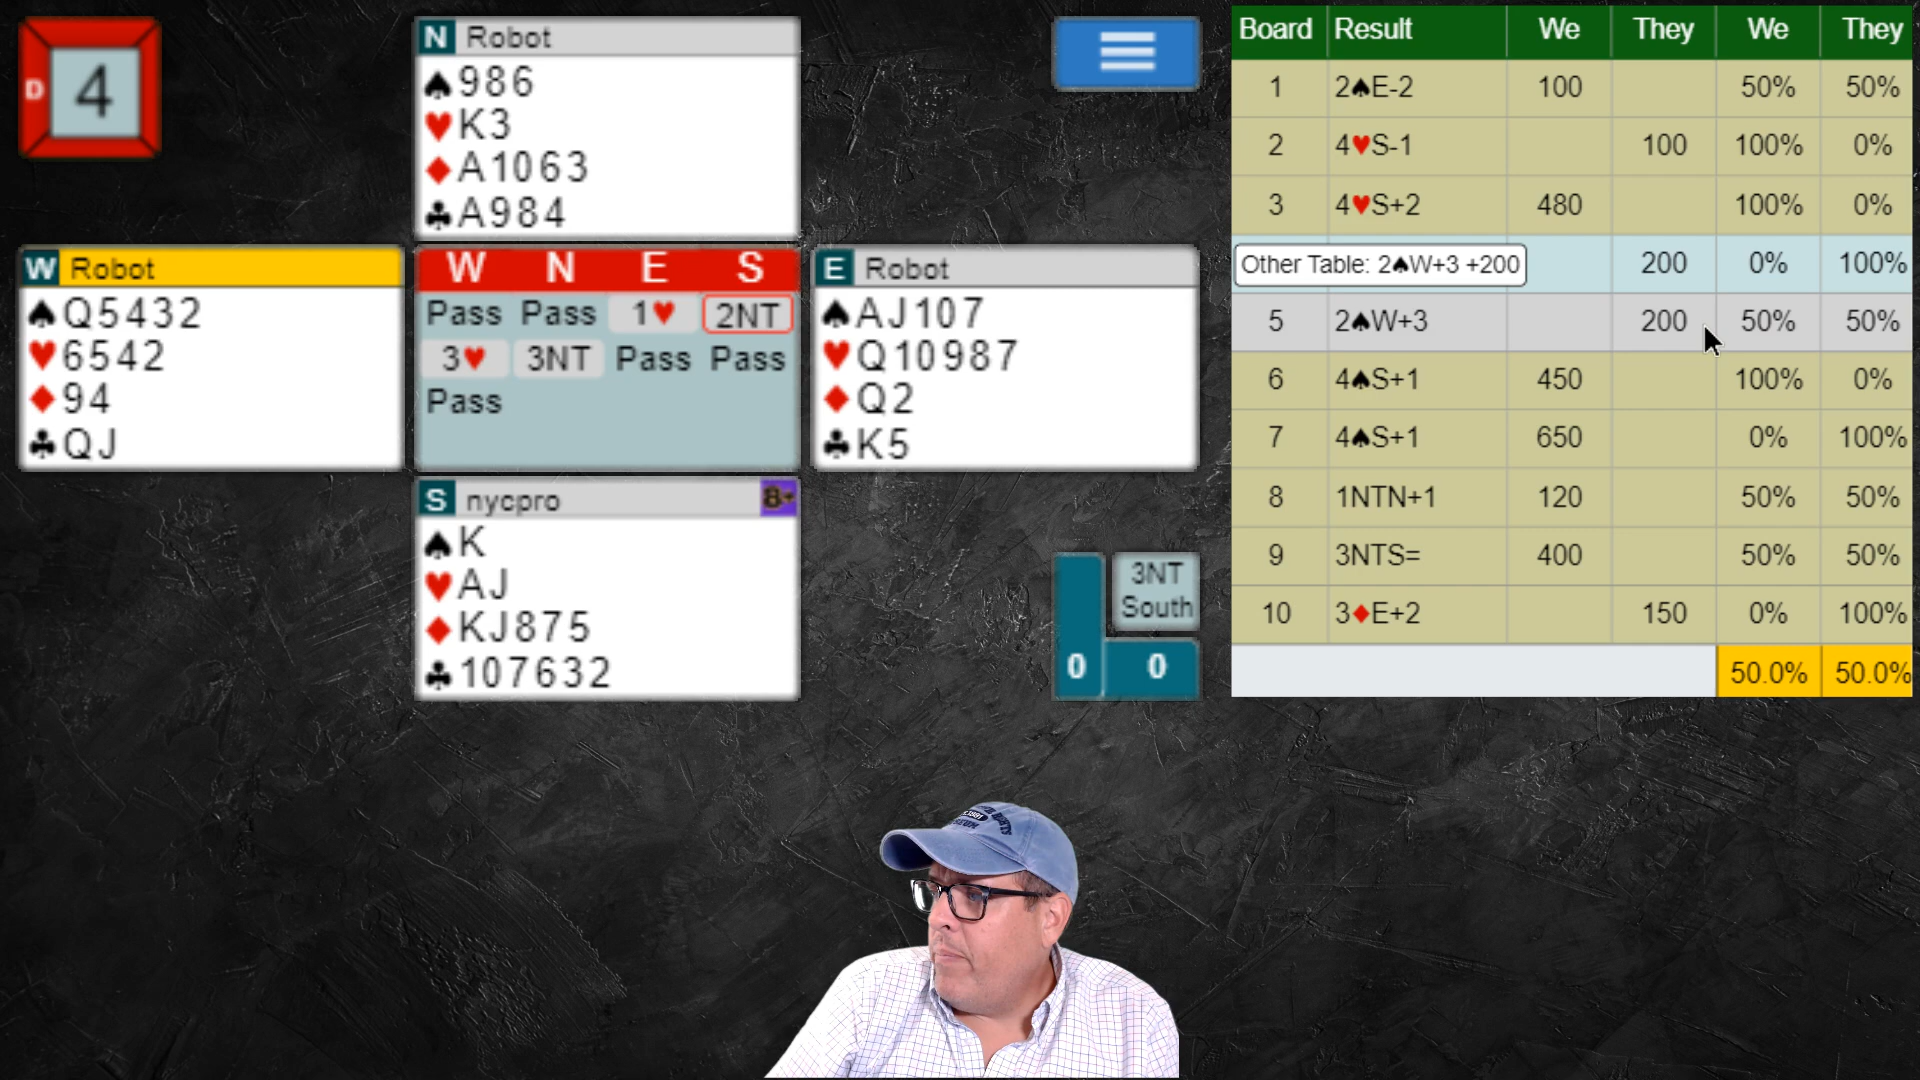 D 4
N Robot
♠986
♥K3
♦A1063
♣A984
W Robot
♠Q5432
♥6542
♦94
♣QJ
W N E S
Pass Pass 1♥ 2NT
3♥ 3NT Pass Pass
Pass
E Robot
♠AJ107
♥Q10987
♦Q2
♣K5
S nycpro 8+
♠K
♥AJ
♦KJ875
♣107632
3NT
South
0 0
Board Result We They We They
1 2♠E-2 100 50% 50%
2 4♥S-1 100 100% 0%
3 4♥S+2 480 100% 0%
Other Table: 2♠W+3 +200 200 0% 100%
5 2♠W+3 200 50% 50%
6 4♠S+1 450 100% 0%
7 4♠S+1 650 0% 100%
8 1NTN+1 120 50% 50%
9 3NTS= 400 50% 50%
10 3♦E+2 150 0% 100%
50.0% 50.0%